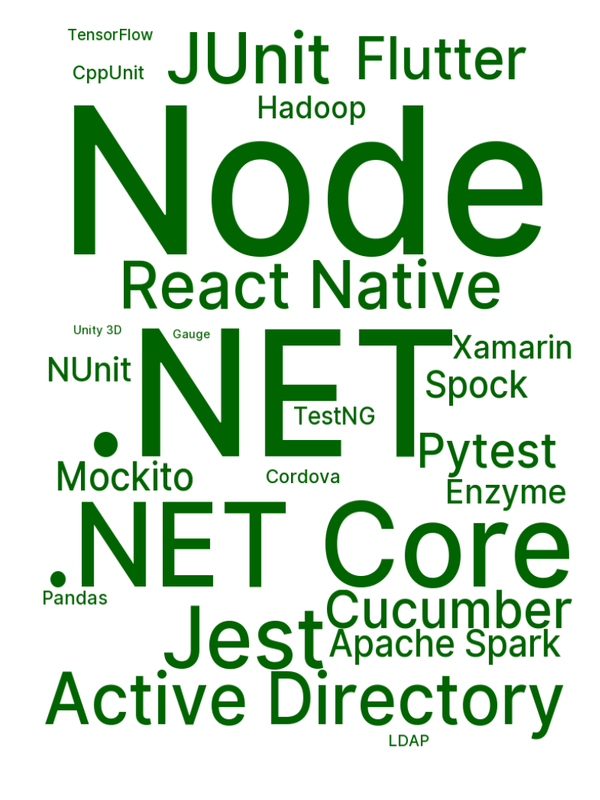 TensorFlow
JUnit
Flutter
CppUnit
Hadoop
Node
React Native
Unity 3D
Gauge
.NET
Xamarin
NUnit
Spock
TestNG
Pytest
Mockito
Cordova
Enzyme
.NET Core
Pandas
Cucumber
Jest
Apache Spark
Active Directory
LDAP